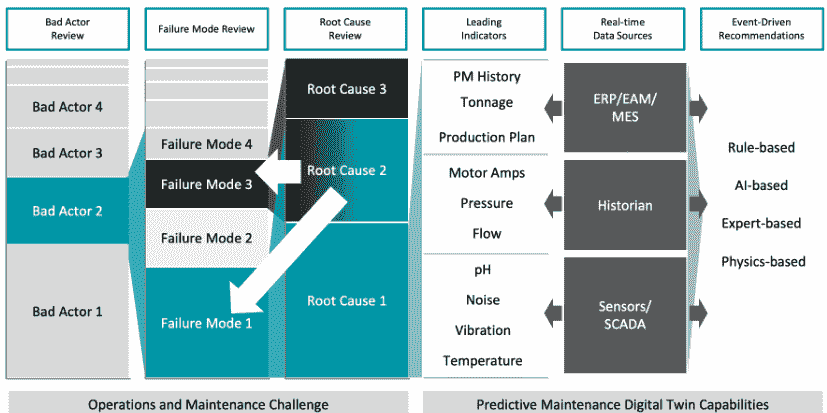 Bad Actor
Review
Failure Mode Review
Root Cause
Review
Leading
Indicators
Real-time
Data Sources
Event-Driven
Recommendations
Bad Actor 4
Bad Actor 3
Bad Actor 2
Bad Actor 1
Failure Mode 4
Failure Mode 3
Failure Mode 2
Failure Mode 1
Root Cause 3
Root Cause 2
Root Cause 1
PM History
Tonnage
Production Plan
Motor Amps
Pressure
Flow
pH
Noise
Vibration
Temperature
ERP/EAM/
MES
Historian
Sensors/
SCADA
Rule-based
AI-based
Expert-based
Physics-based
Operations and Maintenance Challenge
Predictive Maintenance Digital Twin Capabilities